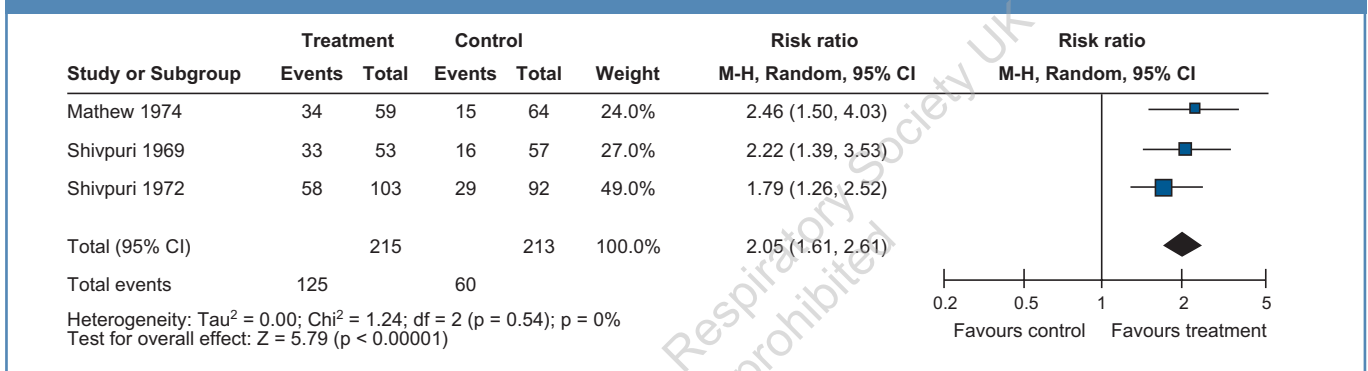 Treatment Control Risk ratio Risk ratio
Study or Subgroup Events Total Events Total Weight M-H, Random, 95% CI M-H, Random, 95% CI
Mathew 1974 34 59 15 64 24.0% 2.46 (1.50, 4.03)
Shivpuri 1969 33 53 16 57 27.0% 2.22 (1.39, 3.53)
Shivpuri 1972 58 103 29 92 49.0% 1.79 (1.26, 2.52)
Total (95% CI) 215 213 100.0% 2.05 (1.61, 2.61)
Total events 125 60
0.2 0.5 1 2 5
Heterogeneity: Tau² = 0.00; Chi² = 1.24; df = 2 (p = 0.54); p = 0%
Favours control Favours treatment
Test for overall effect: Z = 5.79 (p < 0.00001)
Respiratory Society UK
prohibited